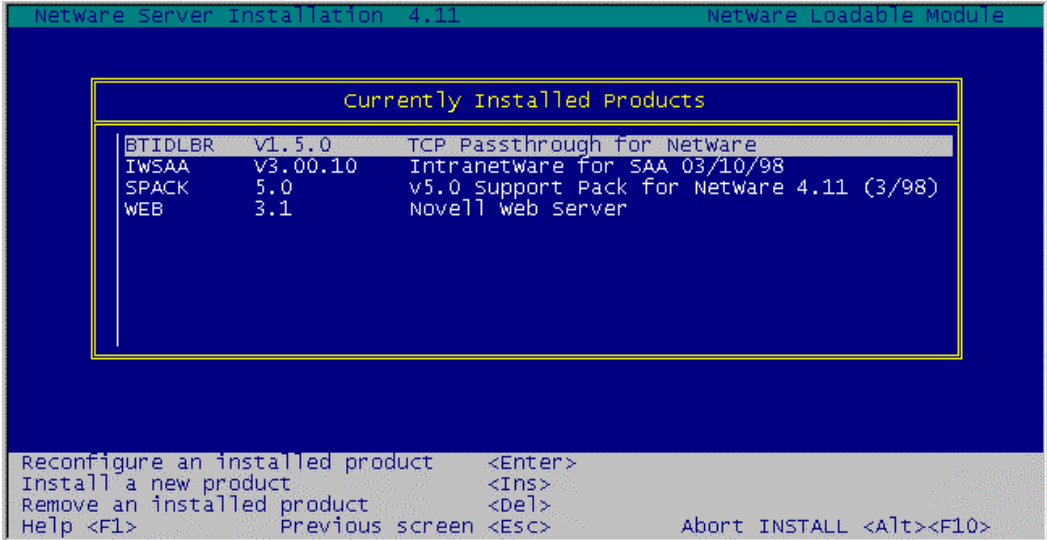 NetWare Server Installation 4.11 NetWare Loadable Module
Currently Installed Products
BTIDLBR v1.5.0 TCP Passthrough for NetWare
IWSAA v3.00.10 IntranetWare for SAA 03/10/98
SPACK 5.0 v5.0 Support Pack for NetWare 4.11 (3/98)
WEB 3.1 Novell Web Server
Reconfigure an installed product <Enter>
Install a new product <Ins>
Remove an installed product <Del>
Help <F1> Previous screen <Esc> Abort INSTALL <Alt><F10>